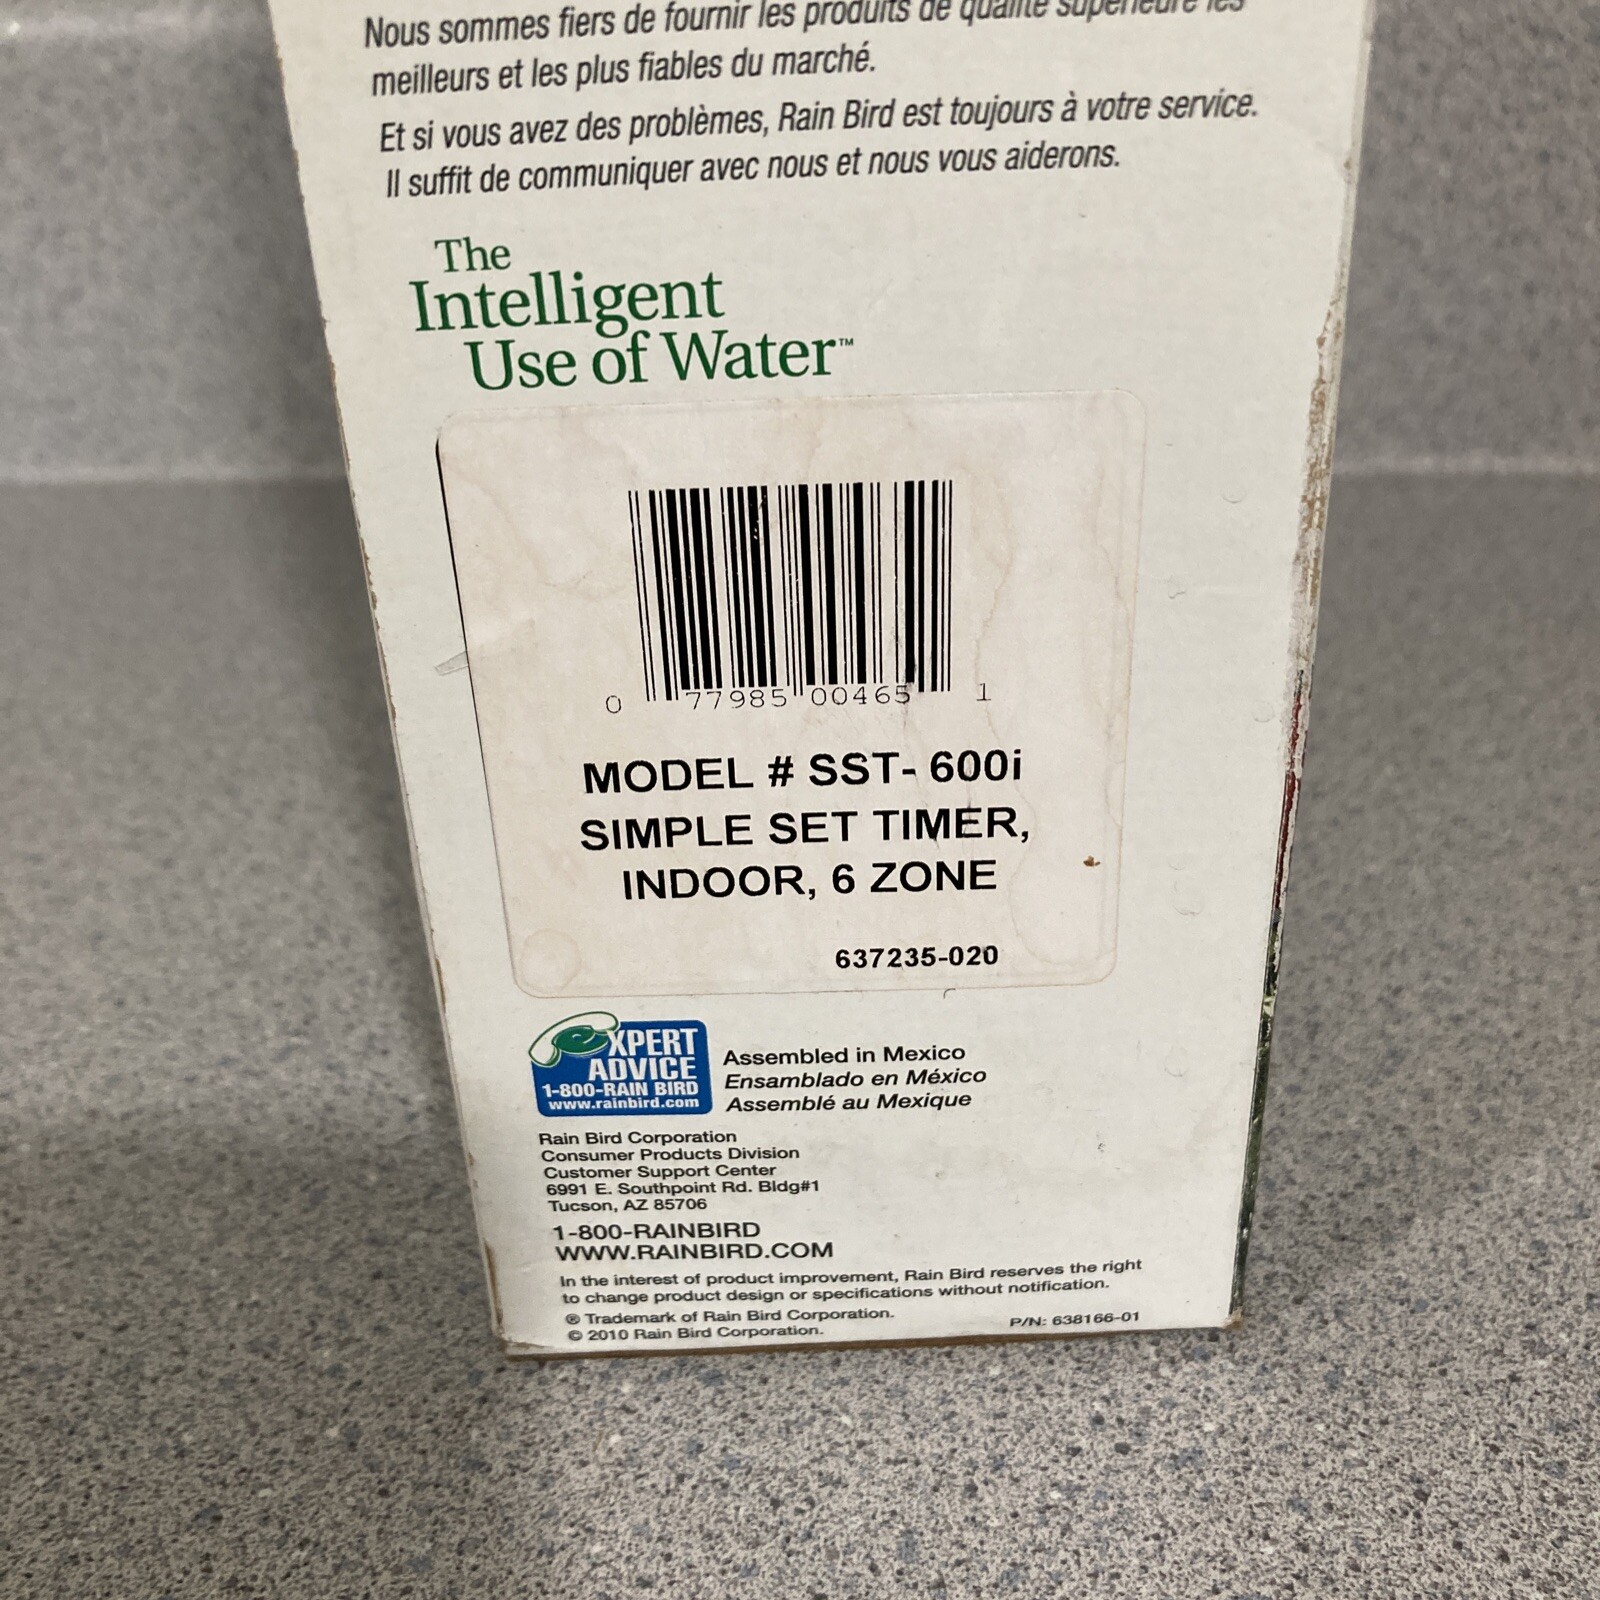 Nous sommes fiers de fournir les produits de qualité supérieure les
meilleurs et les plus fiables du marché.
Et si vous avez des problèmes, Rain Bird est toujours à votre service.
Il suffit de communiquer avec nous et nous vous aiderons.
The
Intelligent
Use of Water™
0 77985 00465 1
MODEL # SST- 600i
SIMPLE SET TIMER,
INDOOR, 6 ZONE
637235-020
eXPERT
ADVICE
1-800-RAIN BIRD
www.rainbird.com
Assembled in Mexico
Ensamblado en México
Assemblé au Mexique
Rain Bird Corporation
Consumer Products Division
Customer Support Center
6991 E. Southpoint Rd. Bldg#1
Tucson, AZ 85706
1-800-RAINBIRD
WWW.RAINBIRD.COM
In the interest of product improvement, Rain Bird reserves the right
to change product design or specifications without notification.
® Trademark of Rain Bird Corporation.
© 2010 Rain Bird Corporation.
P/N: 638166-01